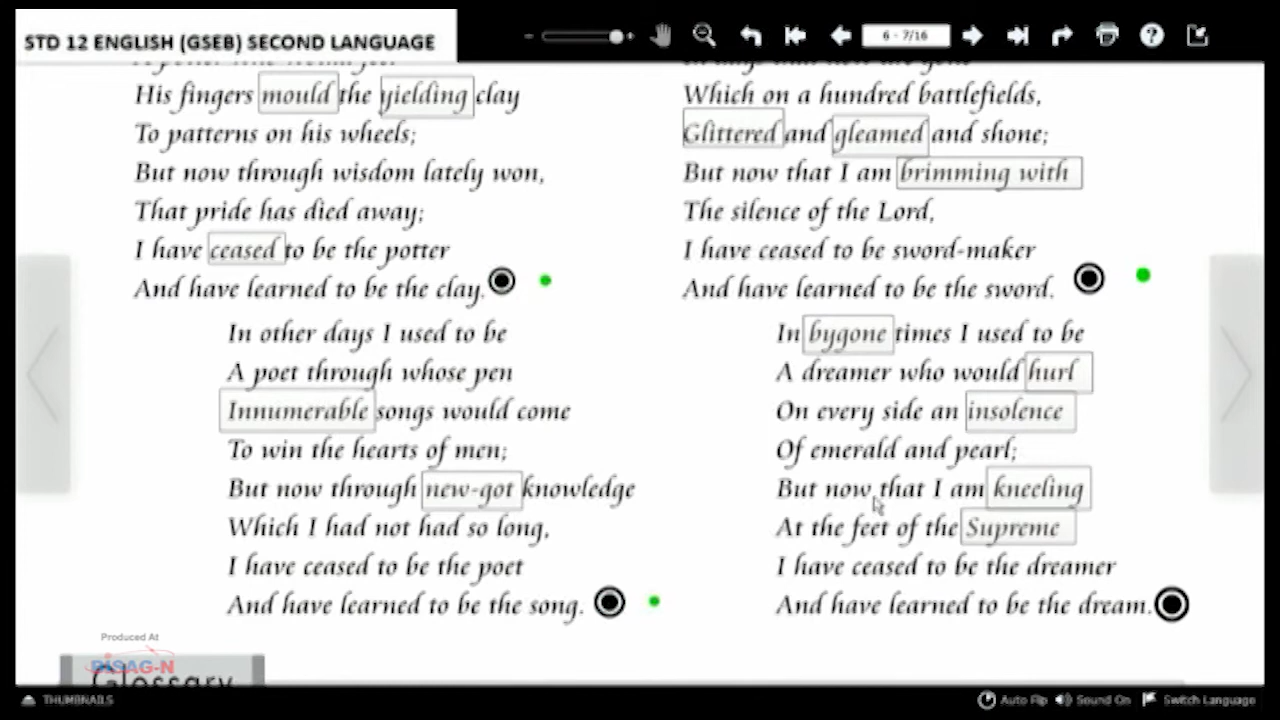 STD 12 ENGLISH (GSEB) SECOND LANGUAGE
6 - 7/16
His fingers mould the yielding clay
To patterns on his wheels;
But now through wisdom lately won,
That pride has died away;
I have ceased to be the potter
And have learned to be the clay.
In other days I used to be
A poet through whose pen
Innumerable songs would come
To win the hearts of men;
But now through new-got knowledge
Which I had not had so long,
I have ceased to be the poet
And have learned to be the song.
Which on a hundred battlefields,
Glittered and gleamed and shone;
But now that I am brimming with
The silence of the Lord,
I have ceased to be sword-maker
And have learned to be the sword.
In bygone times I used to be
A dreamer who would hurl
On every side an insolence
Of emerald and pearl;
But now that I am kneeling
At the feet of the Supreme
I have ceased to be the dreamer
And have learned to be the dream.
Produced At
BISAG-N
Glossary
THUMBNAILS
Auto Flip
Sound On
Switch Language